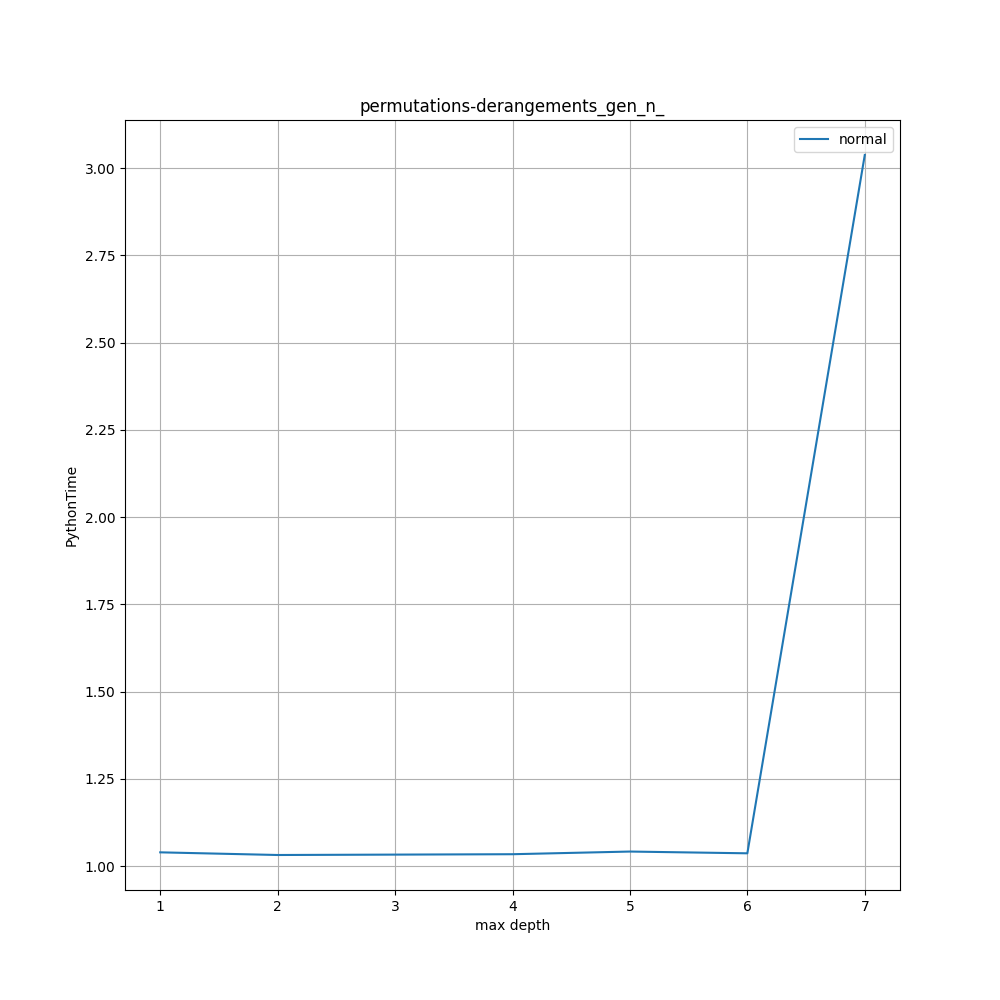 permutations-derangements_gen_n_
normal
3.00
2.75
2.50
2.25
2.00
1.75
1.50
1.25
1.00
PythonTime
1 2 3 4 5 6 7
max depth